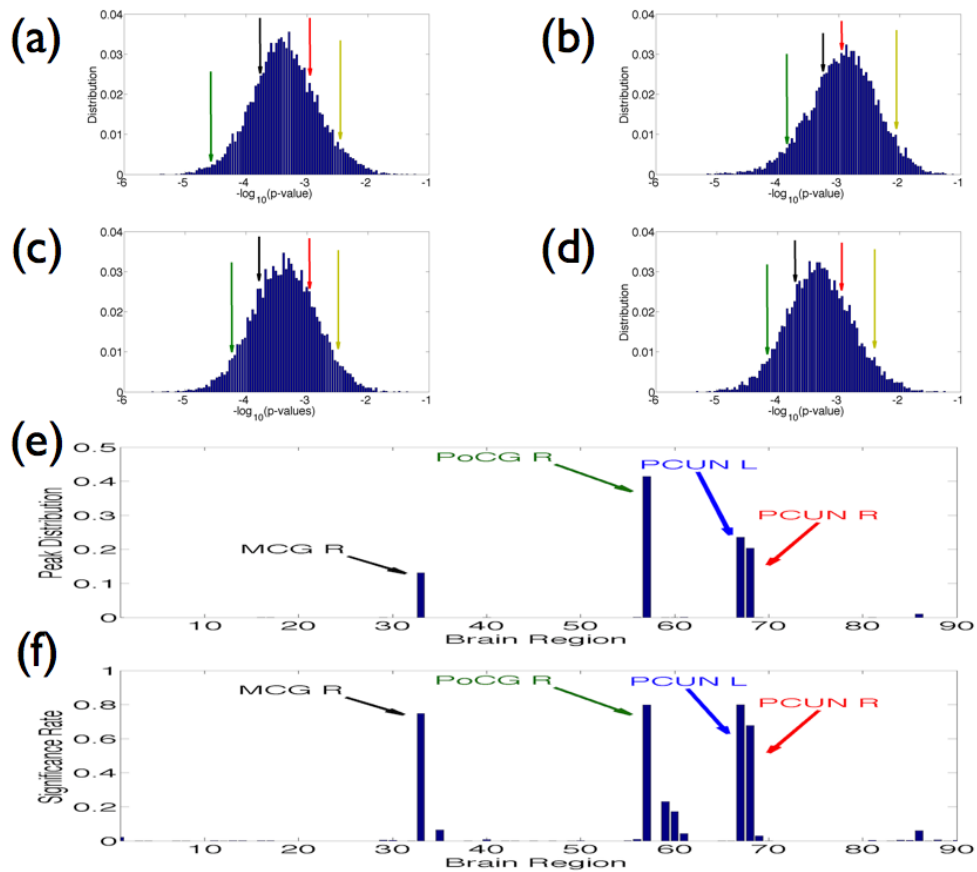 (a)
0.04
0.03
0.02
0.01
0
Distribution
-6 -5 -4 -3 -2 -1
-log10(p-value)
(b)
0.04
0.03
0.02
0.01
0
Distribution
-6 -5 -4 -3 -2 -1
-log10(p-value)
(c)
0.04
0.03
0.02
0.01
0
Distribution
-6 -5 -4 -3 -2 -1
-log10(p-values)
(d)
0.04
0.03
0.02
0.01
0
Distribution
-6 -5 -4 -3 -2 -1
-log10(p-value)
(e)
0.5
0.4
0.3
0.2
0.1
0
Peak Distribution
MCG R
PoCG R
PCUN L
PCUN R
10 20 30 40 50 60 70 80 90
Brain Region
(f)
1
0.8
0.6
0.4
0.2
0
Significance Rate
MCG R
PoCG R
PCUN L
PCUN R
10 20 30 40 50 60 70 80 90
Brain Region